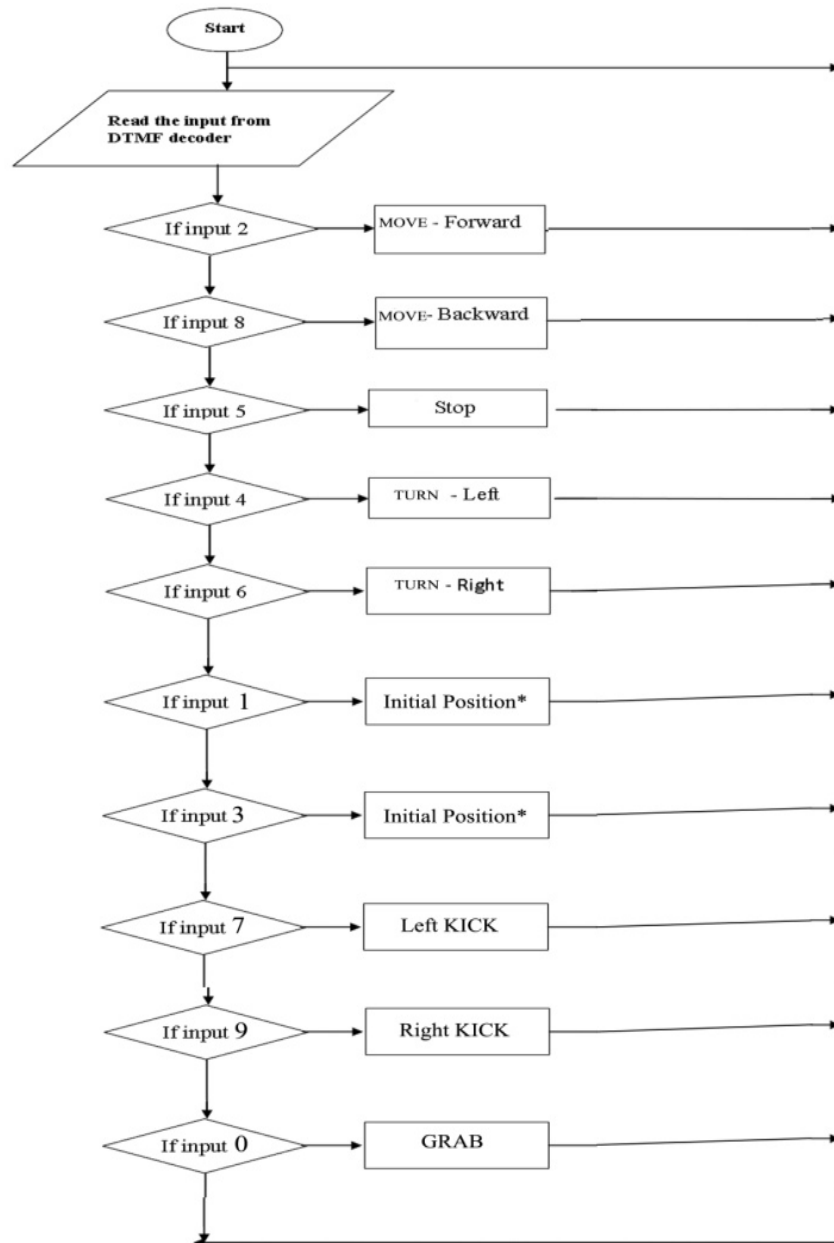 Start
Read the input from
DTMF decoder
If input 2
MOVE - Forward
If input 8
MOVE- Backward
If input 5
Stop
If input 4
TURN - Left
If input 6
TURN - Right
If input 1
Initial Position*
If input 3
Initial Position*
If input 7
Left KICK
If input 9
Right KICK
If input 0
GRAB